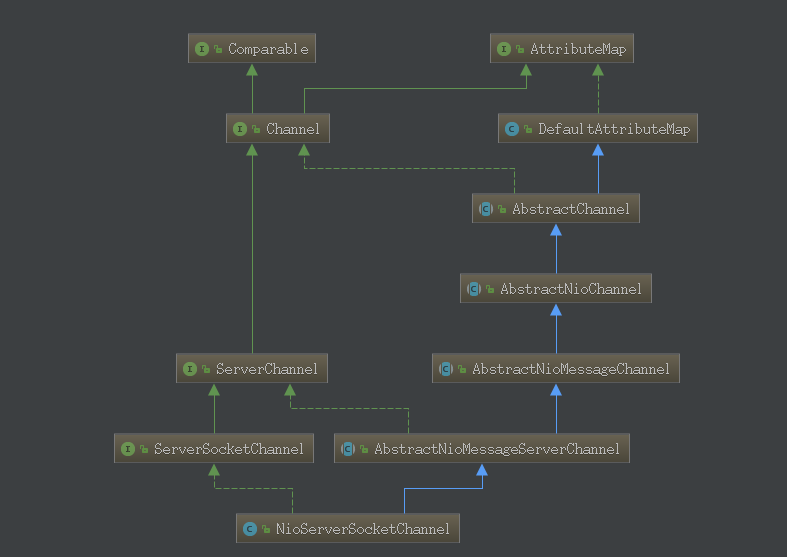 I Comparable
I AttributeMap
I Channel
C DefaultAttributeMap
C AbstractChannel
C AbstractNioChannel
I ServerChannel
C AbstractNioMessageChannel
I ServerSocketChannel
C AbstractNioMessageServerChannel
C NioServerSocketChannel